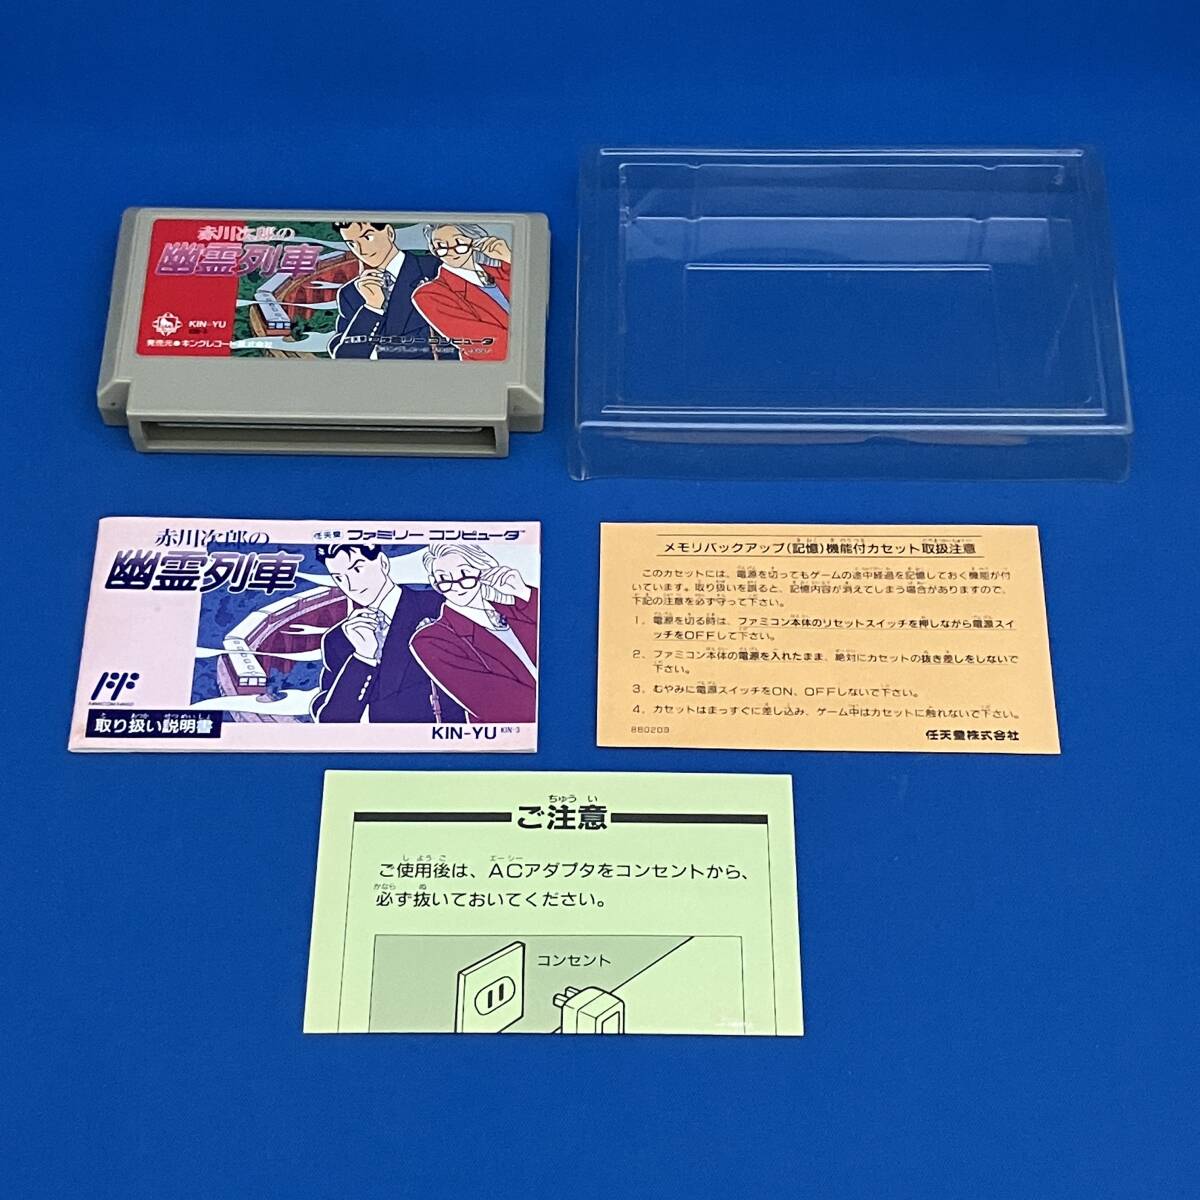 赤川次郎の
幽霊列車
KIN-YU
発売元●キングレコード株式会社
ファミリー コンピュータ
赤川次郎の
幽霊列車
任天堂 ファミリー コンピュータ™
取り扱い説明書
KIN-YU KIN-3
メモリバックアップ(記憶)機能付カセット取扱注意
このカセットには、電源を切ってもゲームの途中経過を記憶しておく機能が付
いています。取り扱いを誤ると、記憶内容が消えてしまう場合がありますので、
下記の注意を必ず守って下さい。
1. 電源を切る時は、ファミコン本体のリセットスイッチを押しながら電源スイ
ッチをOFFして下さい。
2. ファミコン本体の電源を入れたまま、絶対にカセットの抜き差しをしないで
下さい。
3. むやみに電源スイッチをON、OFFしないで下さい。
4. カセットはまっすぐに差し込み、ゲーム中はカセットに触れないで下さい。
880209
任天堂株式会社
ちゅう い
ご注意
し よう ご エーシー
ご使用後は、ACアダプタをコンセントから、
かなら ぬ
必ず抜いておいてください。
コンセント